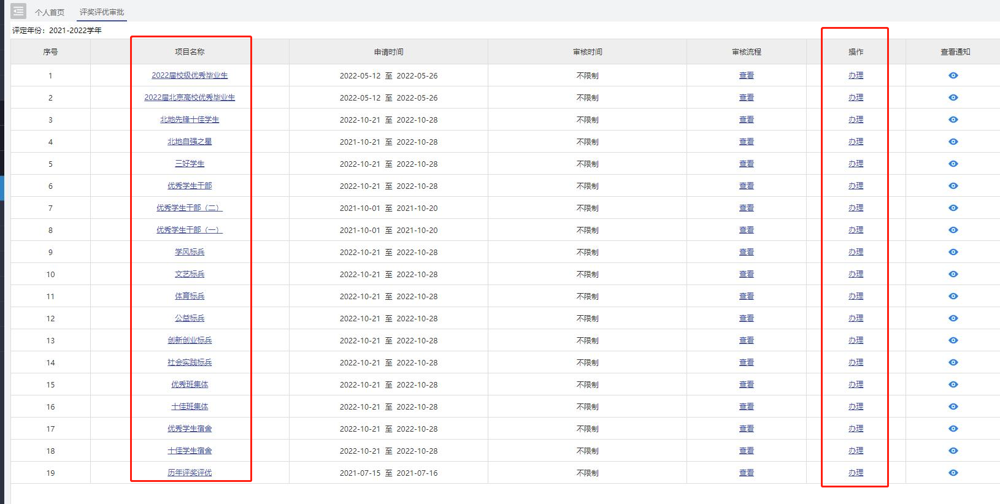 个人首页 评奖评优审批
评定年份：2021-2022学年
序号 项目名称 申请时间 审核时间 审核流程 操作 查看通知
1 2022届校级优秀毕业生 2022-05-12 至 2022-05-26 不限制 查看 办理
2 2022届北京高校优秀毕业生 2022-05-12 至 2022-05-26 不限制 查看 办理
3 北地先锋十佳学生 2022-10-21 至 2022-10-28 不限制 查看 办理
4 北地自强之星 2021-10-21 至 2022-10-28 不限制 查看 办理
5 三好学生 2022-10-21 至 2022-10-28 不限制 查看 办理
6 优秀学生干部 2022-10-21 至 2022-10-28 不限制 查看 办理
7 优秀学生干部（二） 2021-10-01 至 2021-10-20 不限制 查看 办理
8 优秀学生干部（一） 2021-10-01 至 2021-10-20 不限制 查看 办理
9 学风标兵 2022-10-21 至 2022-10-28 不限制 查看 办理
10 文艺标兵 2022-10-21 至 2022-10-28 不限制 查看 办理
11 体育标兵 2022-10-21 至 2022-10-28 不限制 查看 办理
12 公益标兵 2022-10-21 至 2022-10-28 不限制 查看 办理
13 创新创业标兵 2022-10-21 至 2022-10-28 不限制 查看 办理
14 社会实践标兵 2022-10-21 至 2022-10-28 不限制 查看 办理
15 优秀班集体 2022-10-21 至 2022-10-28 不限制 查看 办理
16 十佳班集体 2022-10-21 至 2022-10-28 不限制 查看 办理
17 优秀学生宿舍 2022-10-21 至 2022-10-28 不限制 查看 办理
18 十佳学生宿舍 2022-10-21 至 2022-10-28 不限制 查看 办理
19 历年评奖评优 2021-07-15 至 2021-07-16 不限制 查看 办理